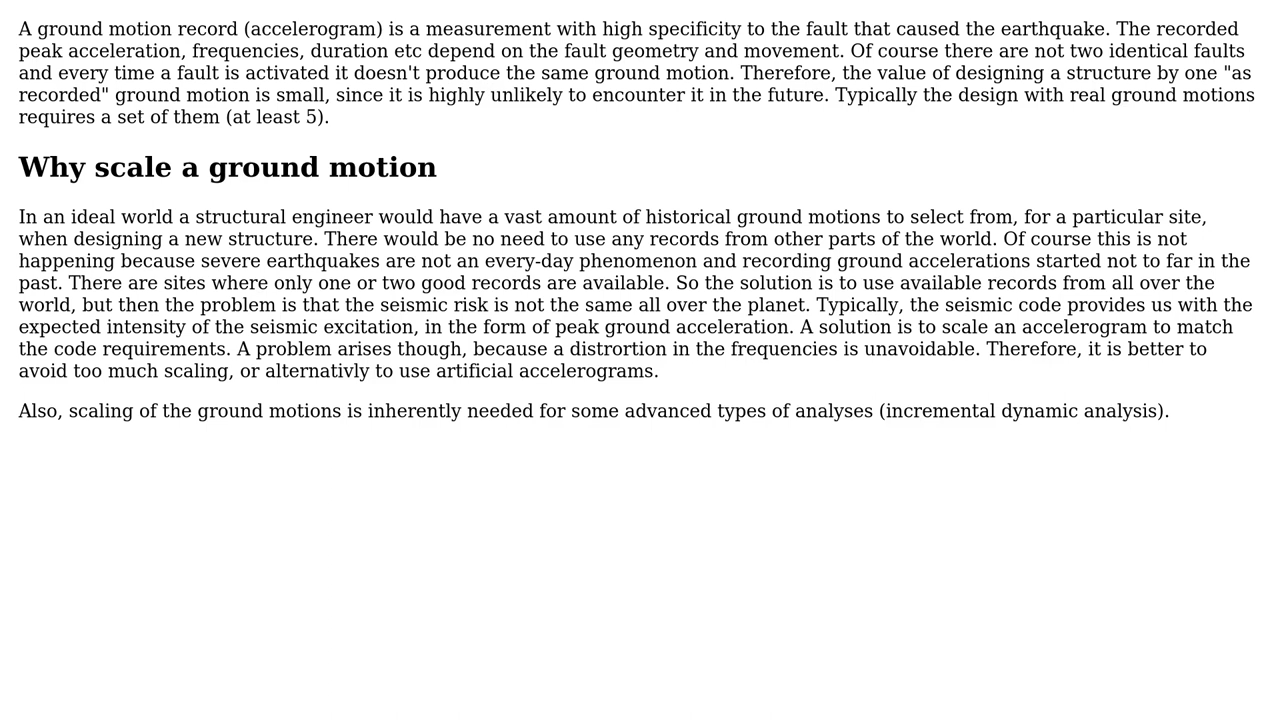 A ground motion record (accelerogram) is a measurement with high specificity to the fault that caused the earthquake. The recorded
peak acceleration, frequencies, duration etc depend on the fault geometry and movement. Of course there are not two identical faults
and every time a fault is activated it doesn't produce the same ground motion. Therefore, the value of designing a structure by one "as
recorded" ground motion is small, since it is highly unlikely to encounter it in the future. Typically the design with real ground motions
requires a set of them (at least 5).
Why scale a ground motion
In an ideal world a structural engineer would have a vast amount of historical ground motions to select from, for a particular site,
when designing a new structure. There would be no need to use any records from other parts of the world. Of course this is not
happening because severe earthquakes are not an every-day phenomenon and recording ground accelerations started not to far in the
past. There are sites where only one or two good records are available. So the solution is to use available records from all over the
world, but then the problem is that the seismic risk is not the same all over the planet. Typically, the seismic code provides us with the
expected intensity of the seismic excitation, in the form of peak ground acceleration. A solution is to scale an accelerogram to match
the code requirements. A problem arises though, because a distrortion in the frequencies is unavoidable. Therefore, it is better to
avoid too much scaling, or alternativly to use artificial accelerograms.
Also, scaling of the ground motions is inherently needed for some advanced types of analyses (incremental dynamic analysis).